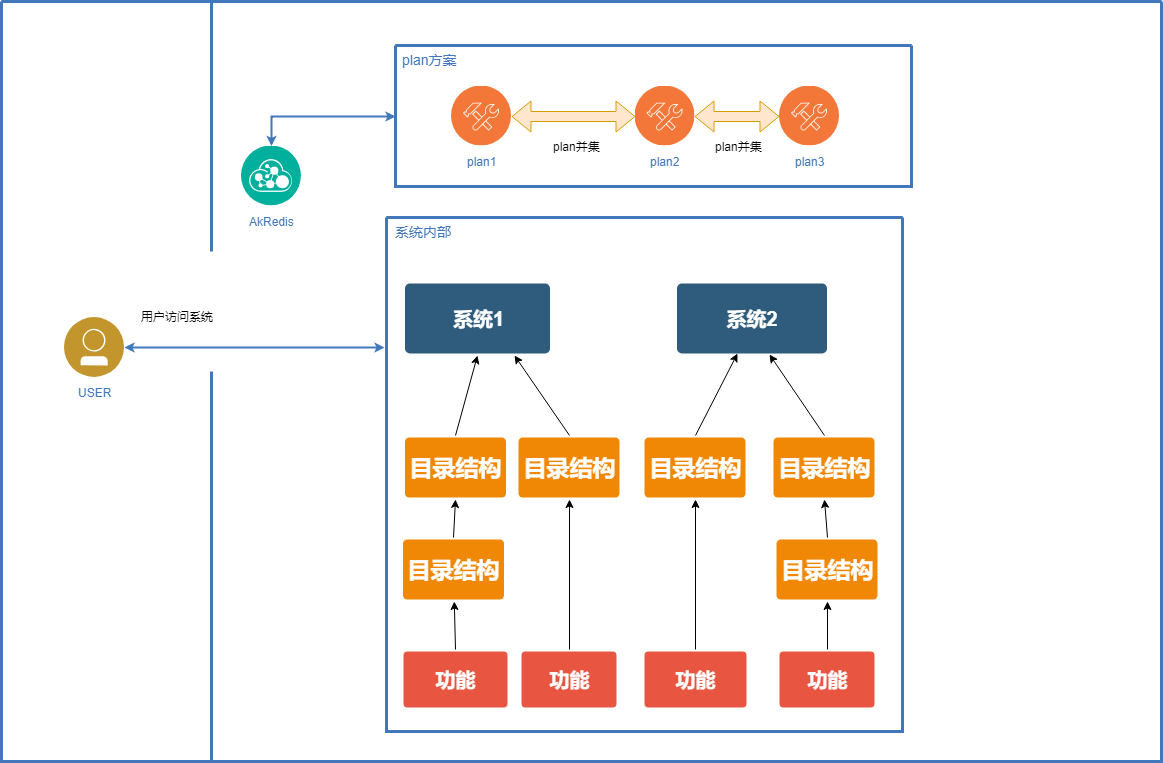 plan方案
plan并集
plan并集
plan1
plan2
plan3
AkRedis
系统内部
用户访问系统
USER
系统1
系统2
目录结构
目录结构
目录结构
目录结构
目录结构
目录结构
功能
功能
功能
功能